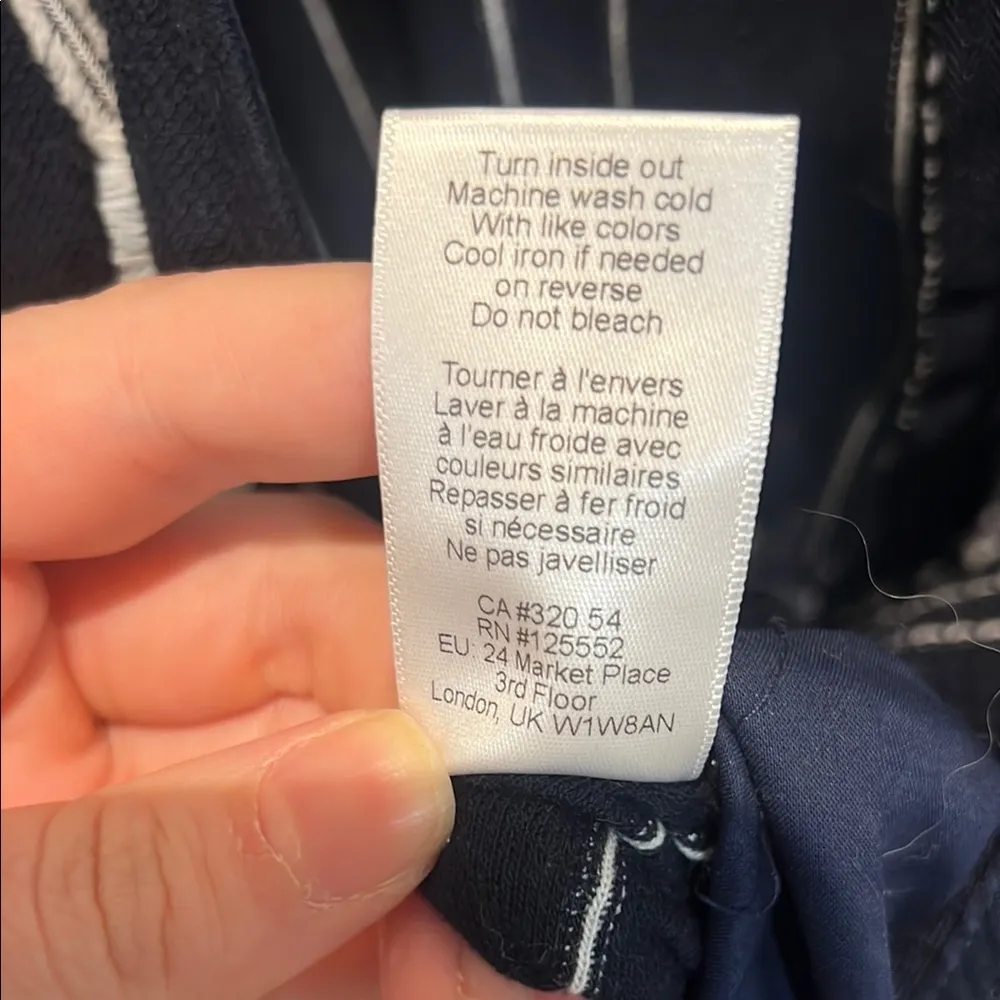 Turn inside out
Machine wash cold
With like colors
Cool iron if needed
on reverse
Do not bleach
Tourner à l'envers
Laver à la machine
à l'eau froide avec
couleurs similaires
Repasser à fer froid
si nécessaire
Ne pas javelliser
CA #320 54
RN #125552
EU: 24 Market Place
3rd Floor
London, UK W1W8AN